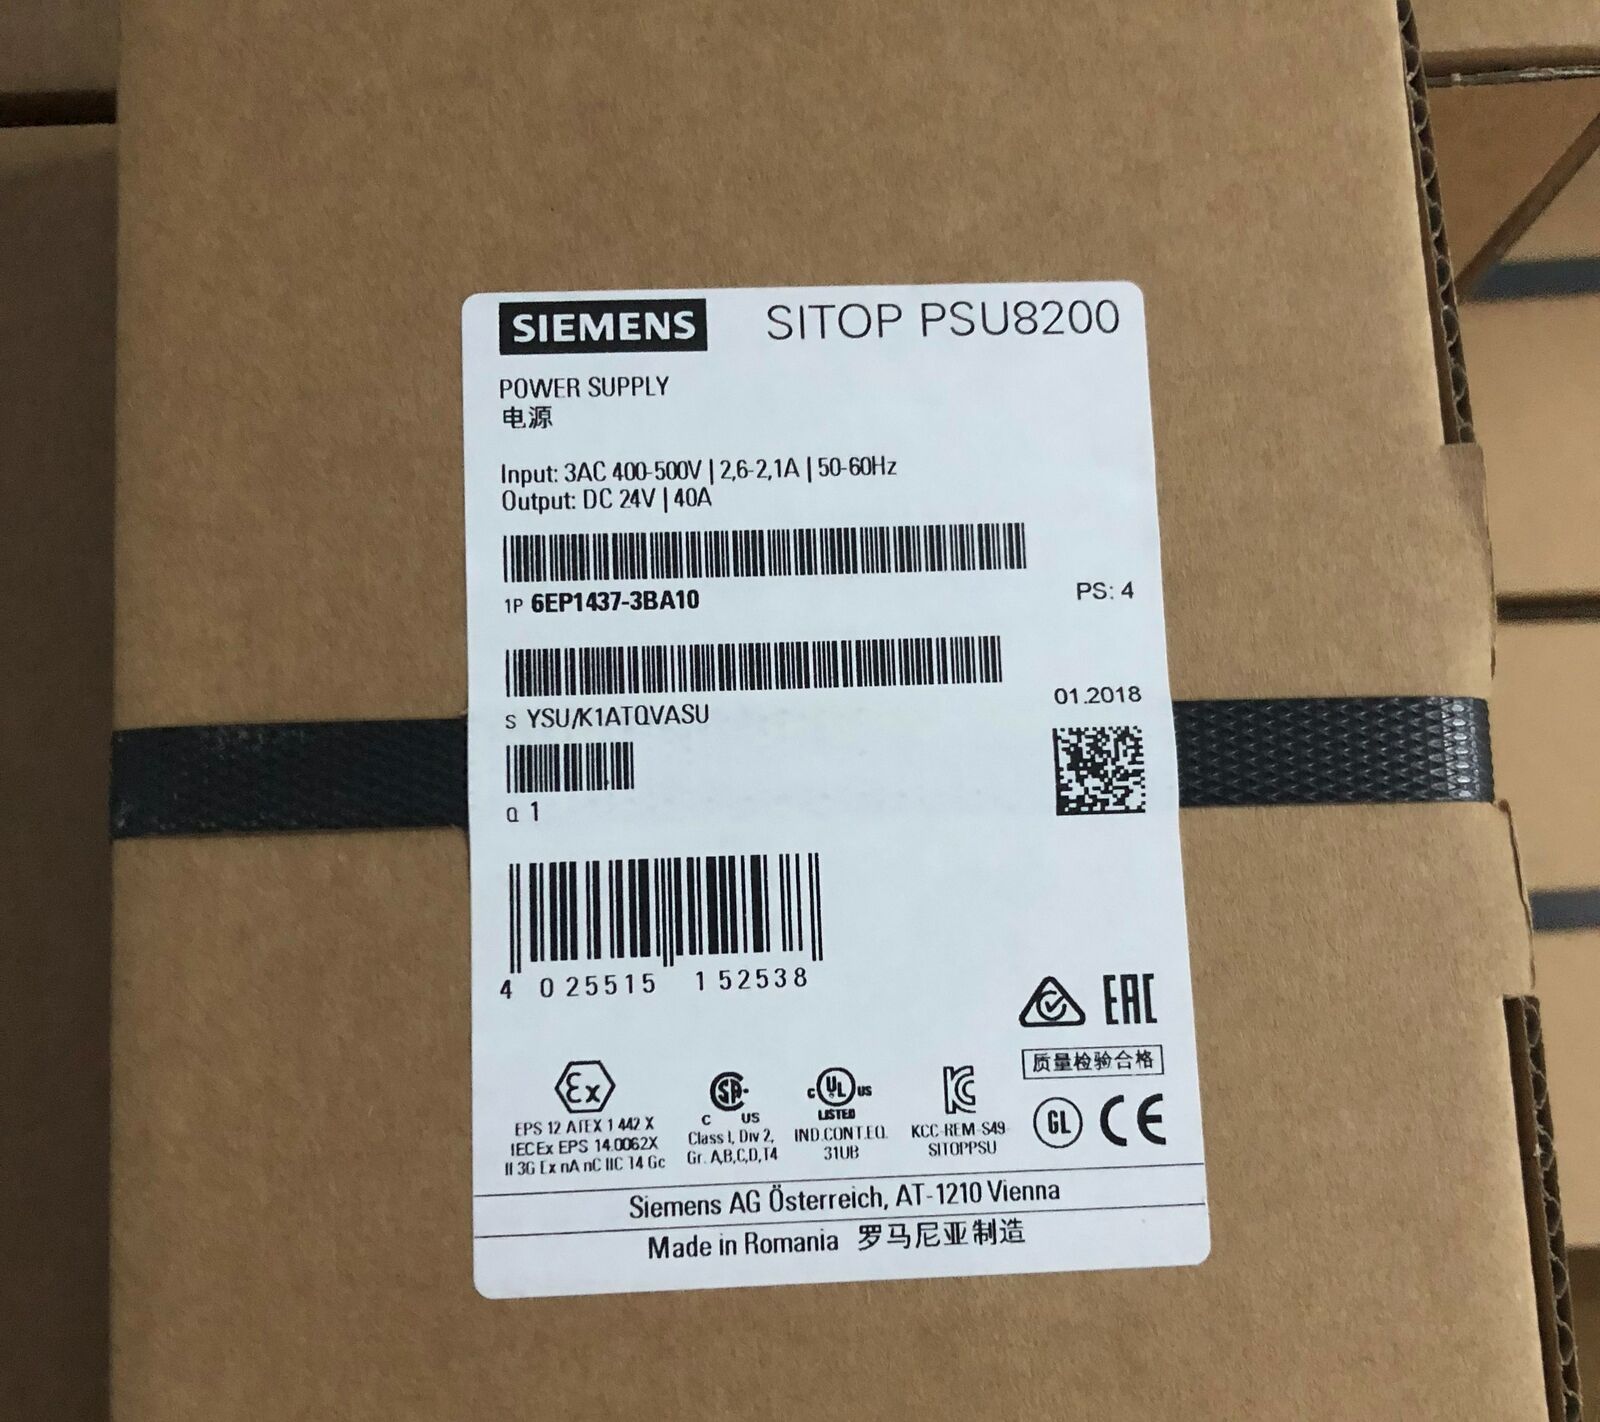 SIEMENS SITOP PSU8200
POWER SUPPLY
电源
Input: 3AC 400-500V | 2,6-2,1A | 50-60Hz
Output: DC 24V | 40A
1P 6EP1437-3BA10
PS: 4
S YSU/K1ATQVASU
01.2018
Q 1
4 025515 152538
EAC
质量检验合格
Ex
EPS 12 ATEX 1 442 X
IECEx EPS 14.0062X
II 3G Ex nA nC IIC T4 Gc
SA
C US
Class I, Div 2,
Gr. A,B,C,D,T4
C UL US
LISTED
IND.CONT.EQ.
31UB
KC
KCC-REM-S49
SITOPPSU
GL CE
Siemens AG Österreich, AT-1210 Vienna
Made in Romania 罗马尼亚制造